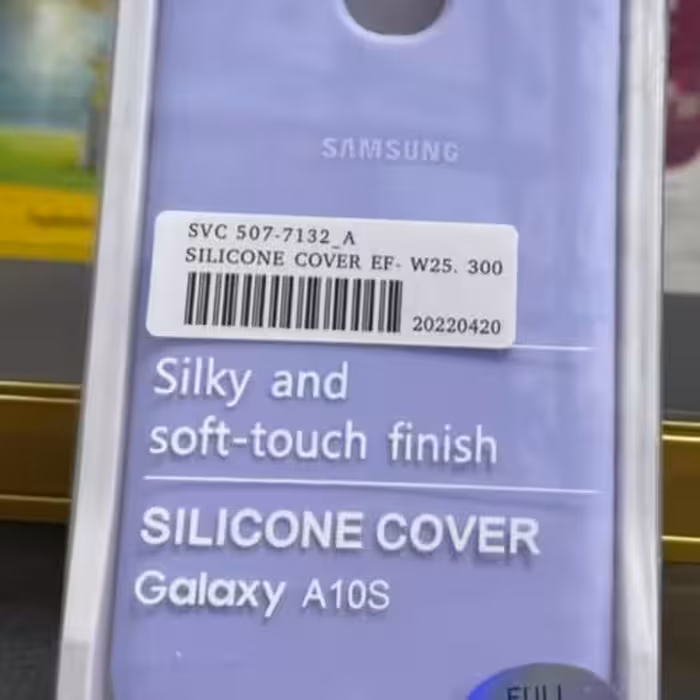 SAMSUNG
SVC 507-7132_A
SILICONE COVER EF- W25. 300
20220420
Silky and
soft-touch finish
SILICONE COVER
Galaxy A10S
FULL